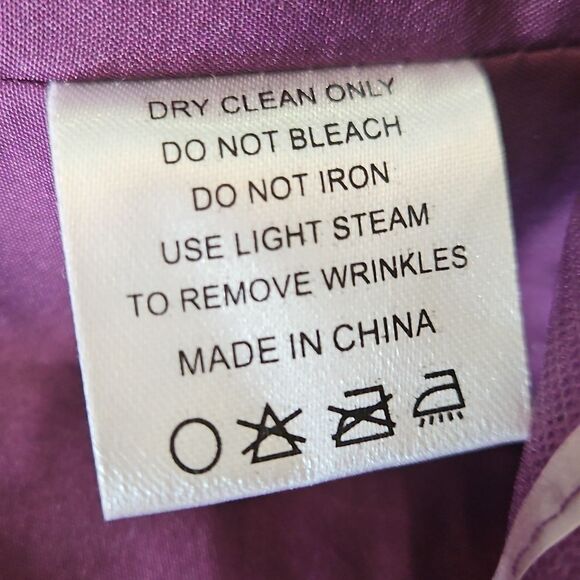 DRY CLEAN ONLY
DO NOT BLEACH
DO NOT IRON
USE LIGHT STEAM
TO REMOVE WRINKLES
MADE IN CHINA